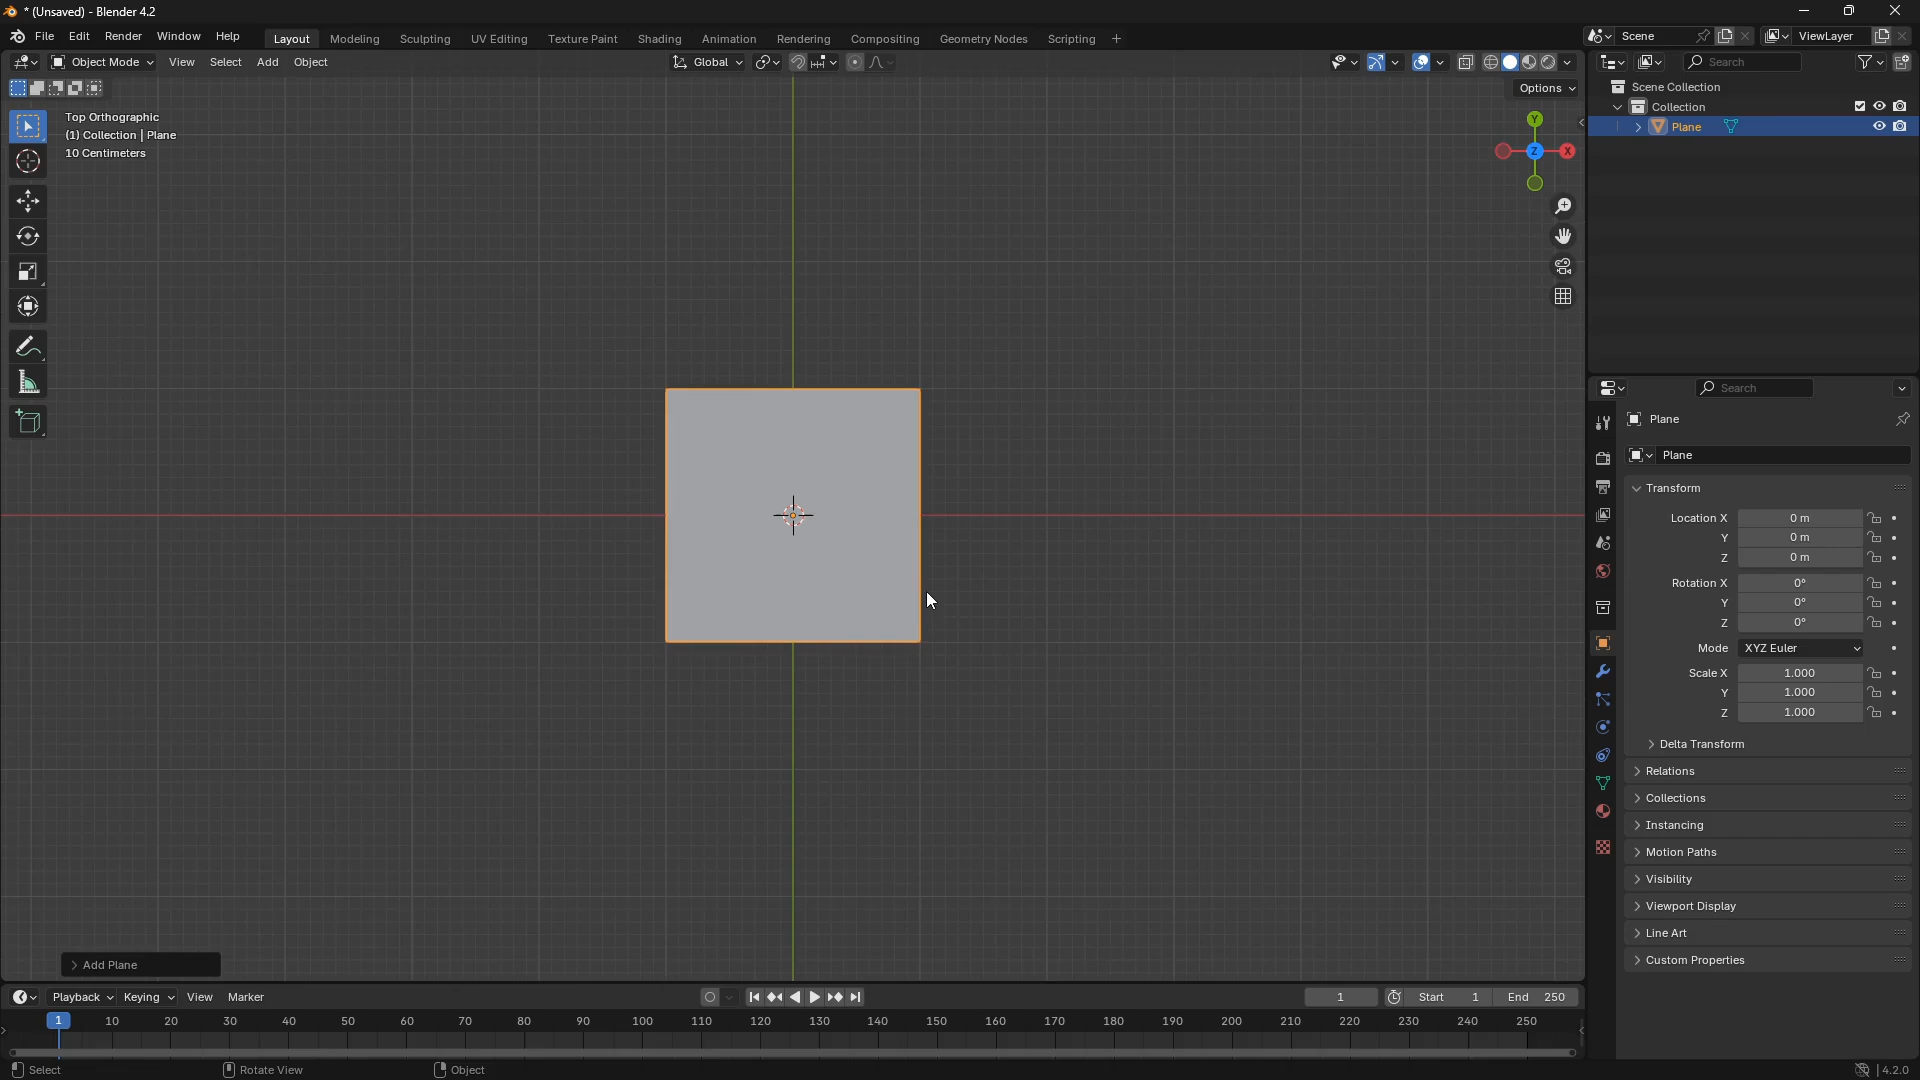 * (Unsaved) - Blender 4.2
File Edit Render Window Help
Layout Modeling Sculpting UV Editing Texture Paint Shading Animation Rendering Compositing Geometry Nodes Scripting +
Scene ViewLayer
Object Mode View Select Add Object
Global
Search
Options
Scene Collection
Collection
Plane
Top Orthographic
(1) Collection | Plane
10 Centimeters
Y
Z X
Search
Plane
Plane
Transform
Location X 0 m
Y 0 m
Z 0 m
Rotation X 0°
Y 0°
Z 0°
Mode XYZ Euler
Scale X 1.000
Y 1.000
Z 1.000
Delta Transform
Relations
Collections
Instancing
Motion Paths
Visibility
Viewport Display
Line Art
Custom Properties
Add Plane
Playback Keying View Marker
1 Start 1 End 250
1 10 20 30 40 50 60 70 80 90 100 110 120 130 140 150 160 170 180 190 200 210 220 230 240 250
Select Rotate View Object
4.2.0